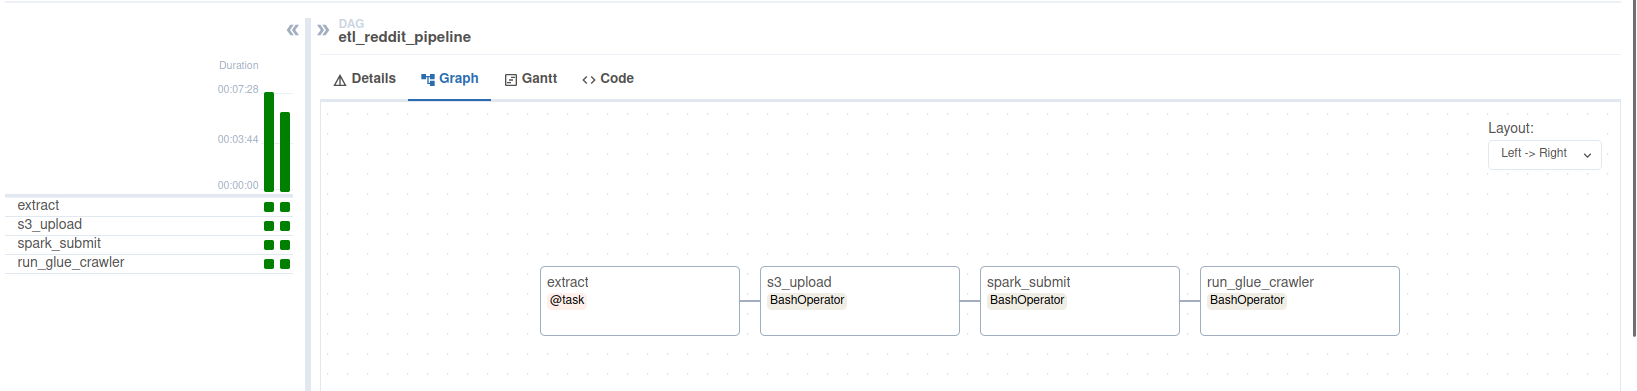 DAG
etl_reddit_pipeline
Details Graph Gantt Code
Duration
00:07:28
00:03:44
00:00:00
extract
s3_upload
spark_submit
run_glue_crawler
Layout:
Left -> Right
extract
@task
s3_upload
BashOperator
spark_submit
BashOperator
run_glue_crawler
BashOperator